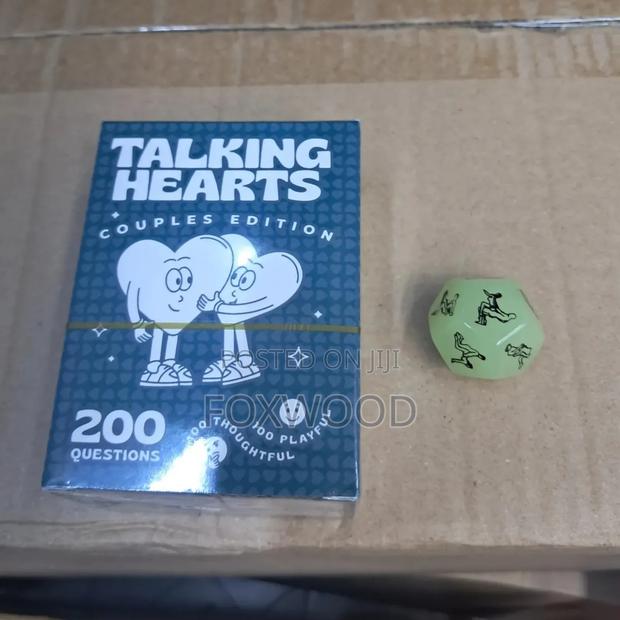 TALKING
HEARTS
COUPLES EDITION
POSTED ON JIJI
FOXWOOD
200
QUESTIONS
100 THOUGHTFUL
100 PLAYFUL